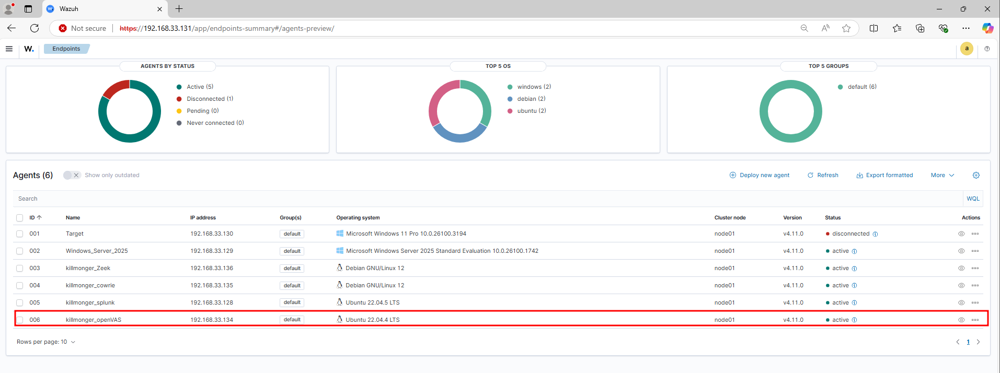 Wazuh
Not secure https://192.168.33.131/app/endpoints-summary#/agents-preview/
W. Endpoints a
AGENTS BY STATUS
Active (5)
Disconnected (1)
Pending (0)
Never connected (0)
TOP 5 OS
windows (2)
debian (2)
ubuntu (2)
TOP 5 GROUPS
default (6)
Agents (6) Show only outdated Deploy new agent Refresh Export formatted More
Search WQL
ID Name IP address Group(s) Operating system Cluster node Version Status Actions
001 Target 192.168.33.130 default Microsoft Windows 11 Pro 10.0.26100.3194 node01 v4.11.0 disconnected
002 Windows_Server_2025 192.168.33.129 default Microsoft Windows Server 2025 Standard Evaluation 10.0.26100.1742 node01 v4.11.0 active
003 killmonger_Zeek 192.168.33.136 default Debian GNU/Linux 12 node01 v4.11.0 active
004 killmonger_cowrie 192.168.33.135 default Debian GNU/Linux 12 node01 v4.11.0 active
005 killmonger_splunk 192.168.33.128 default Ubuntu 22.04.5 LTS node01 v4.11.0 active
006 killmonger_openVAS 192.168.33.134 default Ubuntu 22.04.4 LTS node01 v4.11.0 active
Rows per page: 10 1